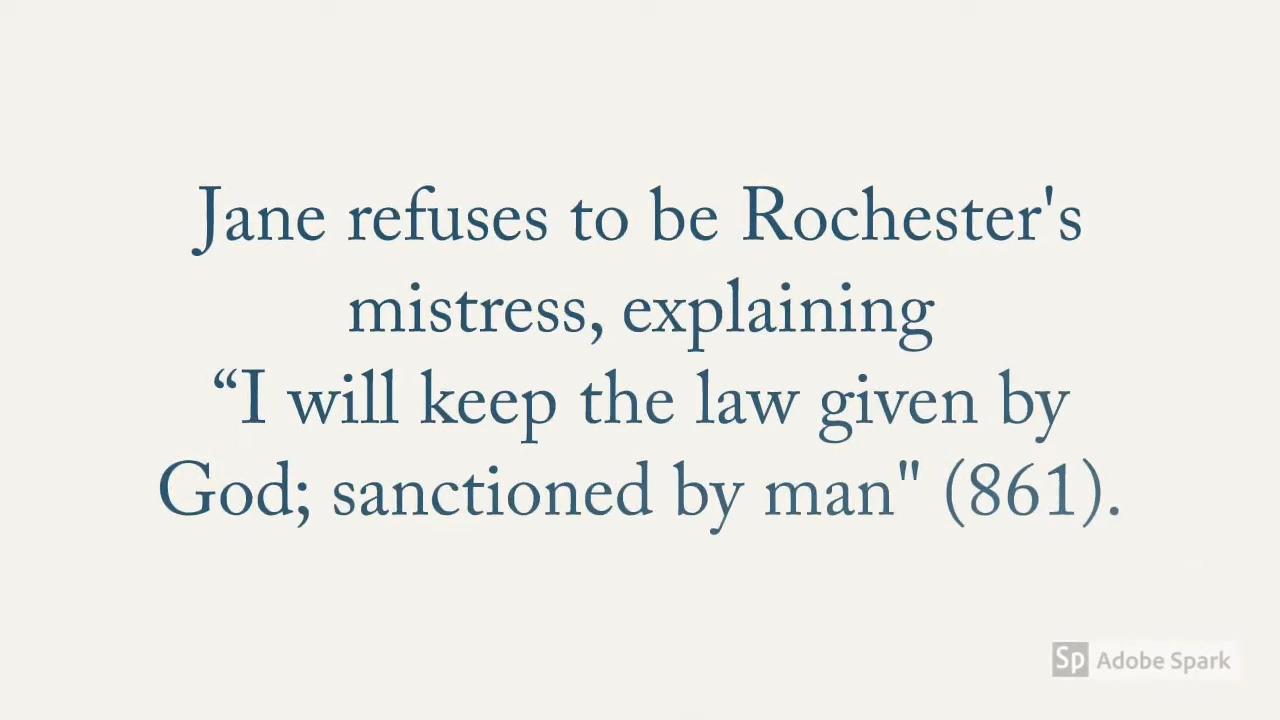 Jane refuses to be Rochester's
mistress, explaining
“I will keep the law given by
God; sanctioned by man" (861).
Sp Adobe Spark